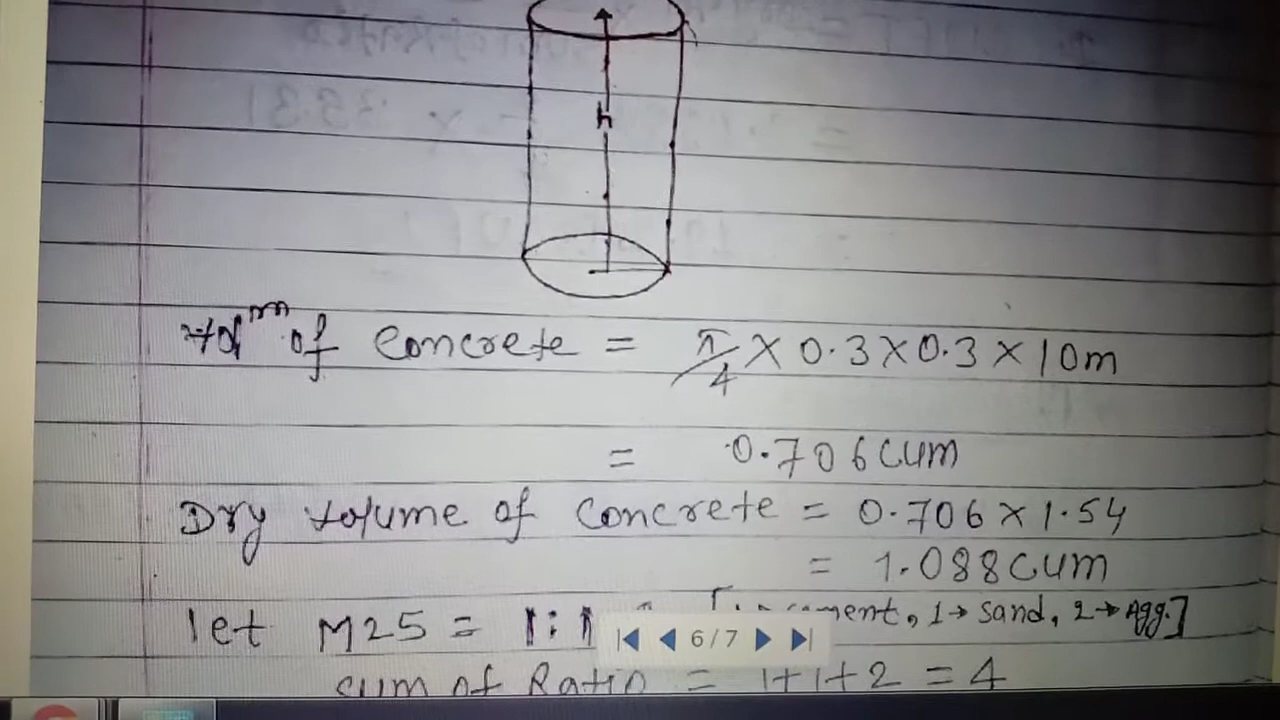 h
of Concrete = π/4 × 0.3 × 0.3 × 10m
= 0.706 cum
Dry volume of concrete = 0.706 × 1.54
= 1.088 cum
let M25 = 1:1 1→ sand, 2→ Agg.]
6/7
sum of Ratio = 1+1+2 = 4